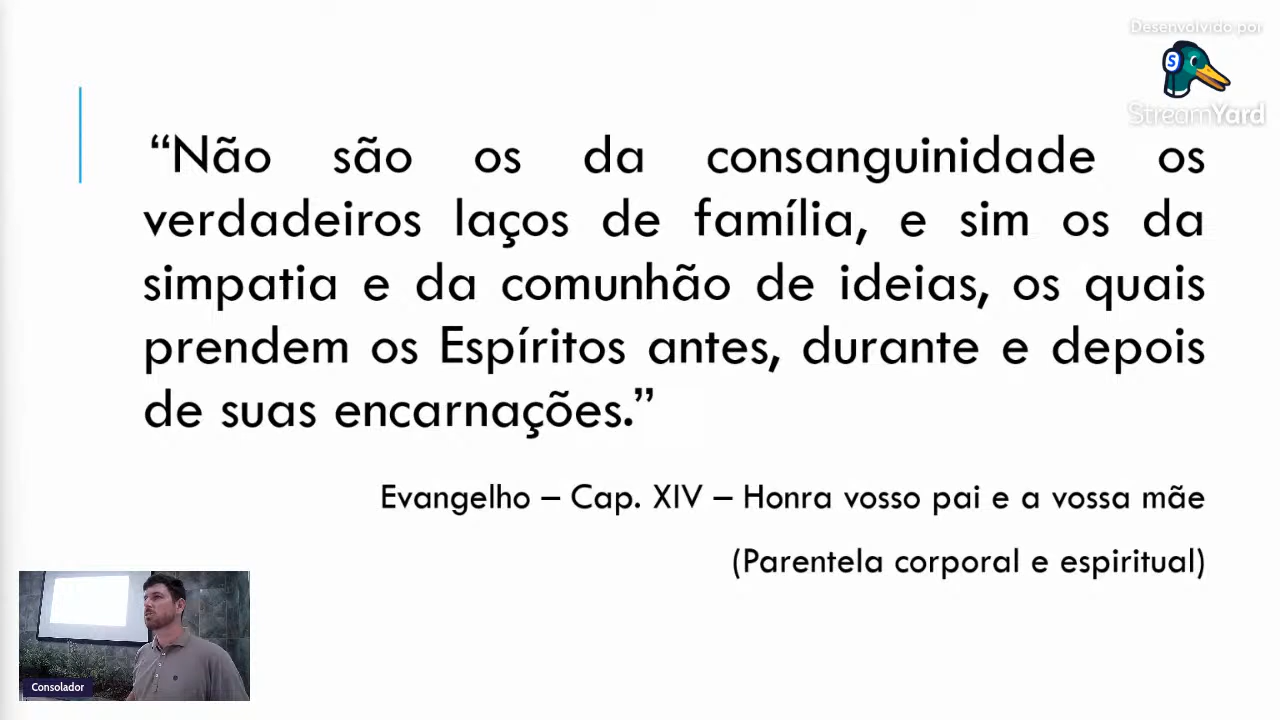 Desenvolvido por
S
StreamYard
“Não são os da consanguinidade os
verdadeiros laços de família, e sim os da
simpatia e da comunhão de ideias, os quais
prendem os Espíritos antes, durante e depois
de suas encarnações.”
Evangelho – Cap. XIV – Honra vosso pai e a vossa mãe
(Parentela corporal e espiritual)
Consolador